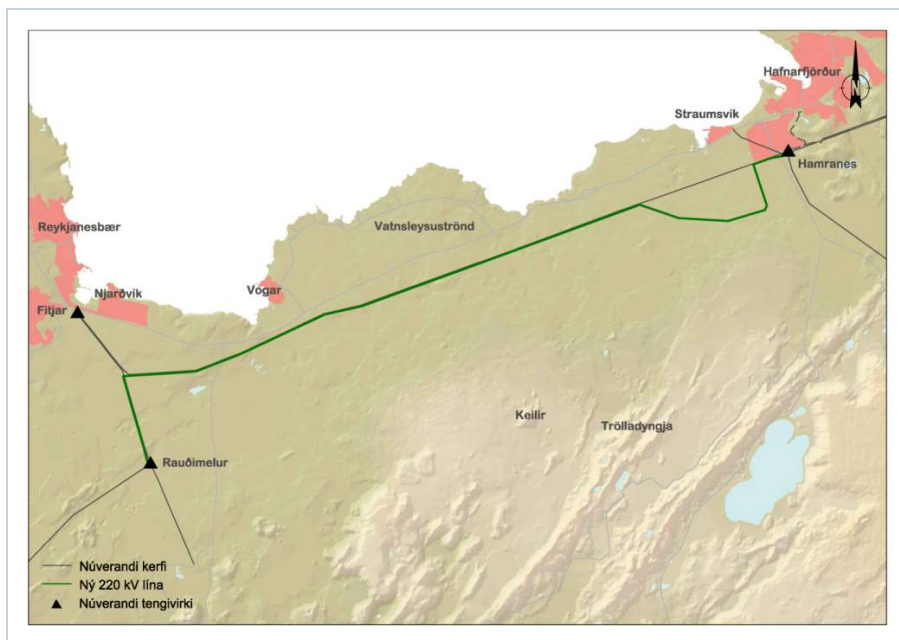 Hafnarfjörður
N
Straumsvík
Hamranes
Reykjanesbær
Vatnsleysuströnd
Njarðvík
Vogar
Fitjar
Keilir
Trölladyngja
Rauðimelur
Núverandi kerfi
Ný 220 kV lína
Núverandi tengivirki